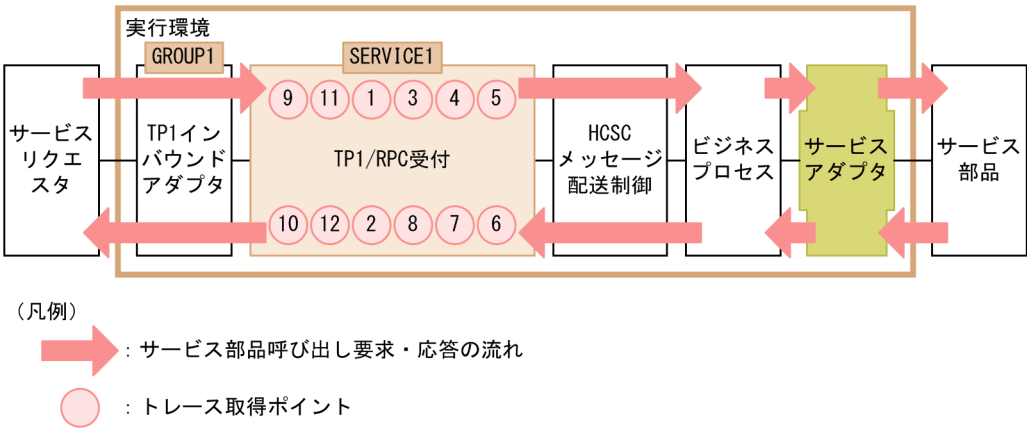 実行環境
GROUP1
SERVICE1
サービス
リクエ
スタ
TP1イン
バウンド
アダプタ
9 11 1 3 4 5
TP1/RPC受付
10 12 2 8 7 6
HCSC
メッセージ
配送制御
ビジネス
プロセス
サービス
アダプタ
サービス
部品
(凡例)
:サービス部品呼び出し要求・応答の流れ
:トレース取得ポイント